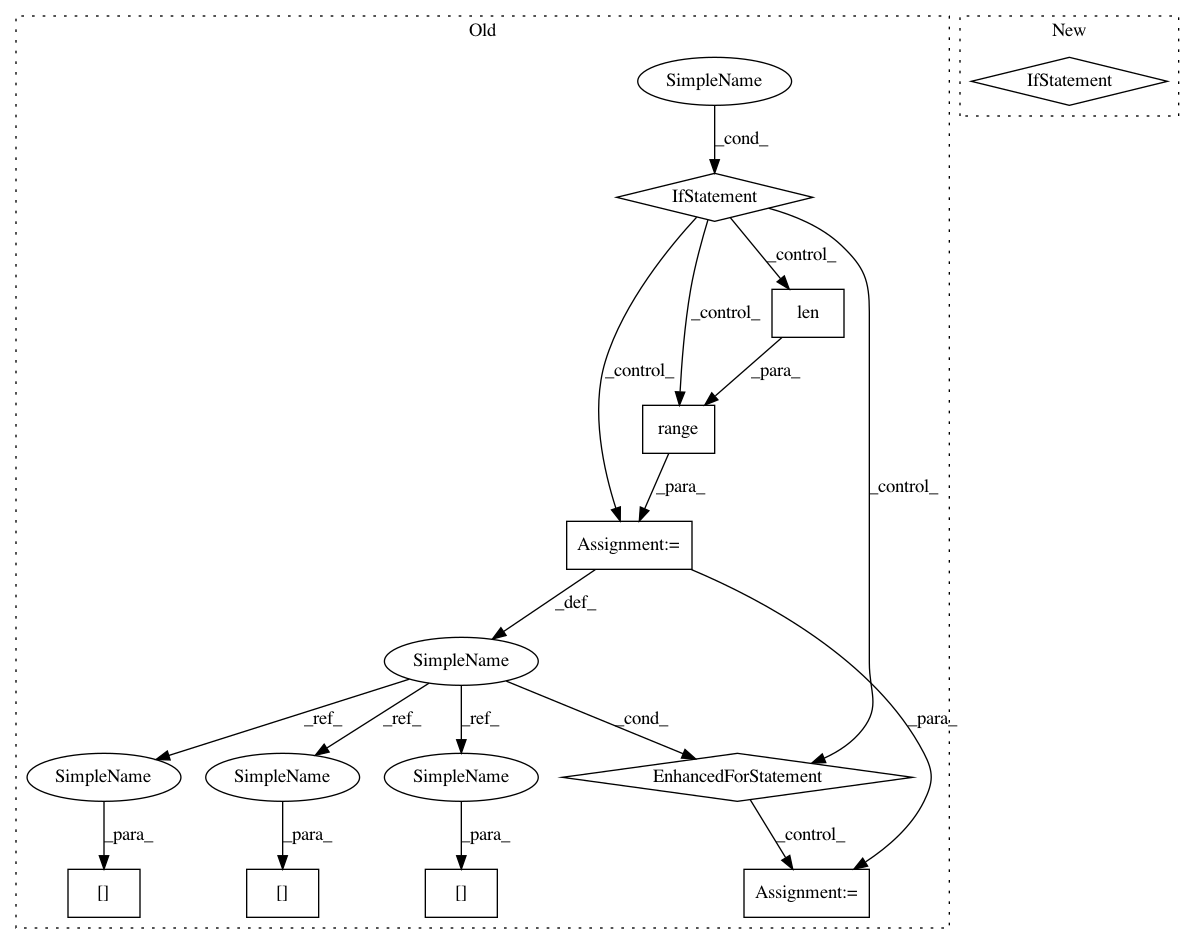 Old
New
SimpleName
IfStatement
_cond_
IfStatement
_control_
len
_control_
_control_
_para_
range
_control_
_para_
Assignment:=
_def_
SimpleName
_ref_
_ref_
_ref_
_cond_
_para_
SimpleName
SimpleName
SimpleName
EnhancedForStatement
_para_
_para_
_para_
_control_
[]
[]
[]
Assignment:=